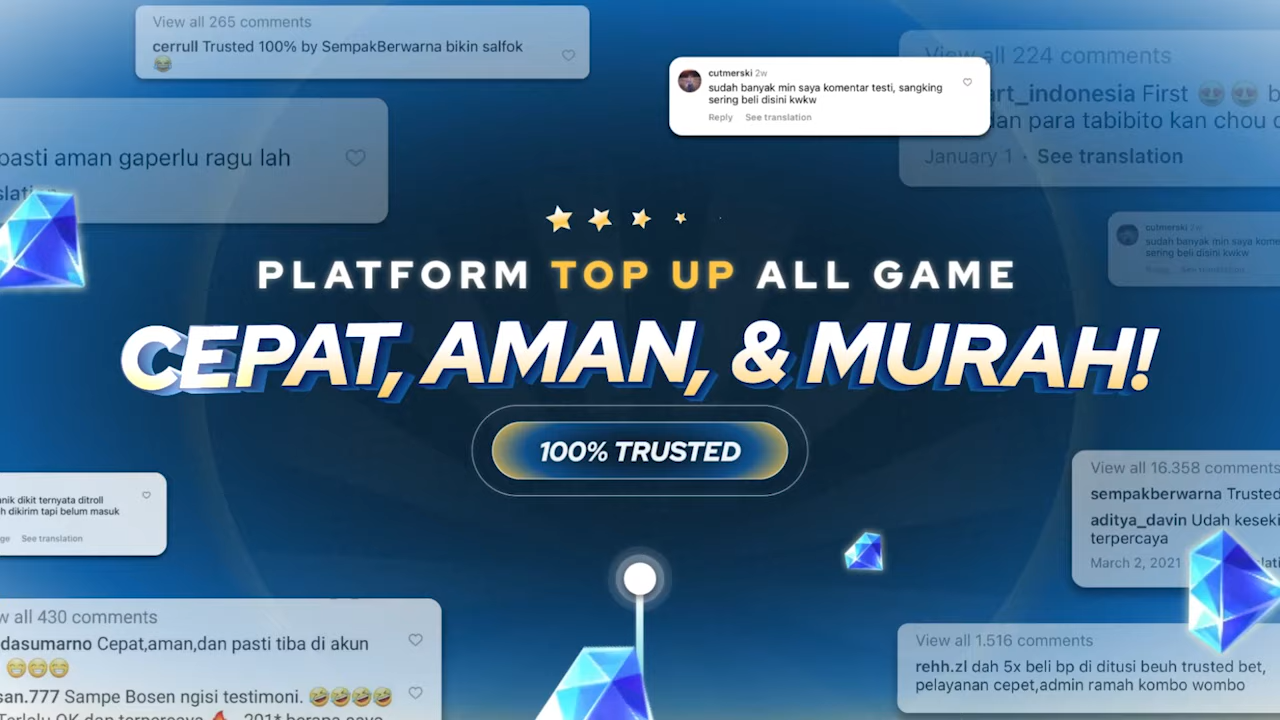 View all 265 comments
cerrull Trusted 100% by SempakBerwarna bikin salfok
😂
cutmerski 2w
sudah banyak min saya komentar testi, sangking
sering beli disini kwkw
Reply See translation
View all 224 comments
art_indonesia First 😍 😍 b
dan para tabibito kan chou
January 1 · See translation
pasti aman gaperlu ragu lah
cutmerski 2w
sudah banyak min saya kome
sering beli disini kwkw
Reply See translation
PLATFORM TOP UP ALL GAME
CEPAT, AMAN, & MURAH!
100% TRUSTED
dikit ternyata ditroll
dikirim tapi belum masuk
See translation
View all 16.358 comments
sempakberwarna Trusted
aditya_davin Udah keseki
terpercaya
March 2, 2021
all 430 comments
dasumarno Cepat,aman,dan pasti tiba di akun
😁😁😁
san.777 Sampe Bosen ngisi testimoni. 🤣🤣🤣🤣
View all 1.516 comments
rehh.zl dah 5x beli bp di ditusi beuh trusted bet,
pelayanan cepet,admin ramah kombo wombo